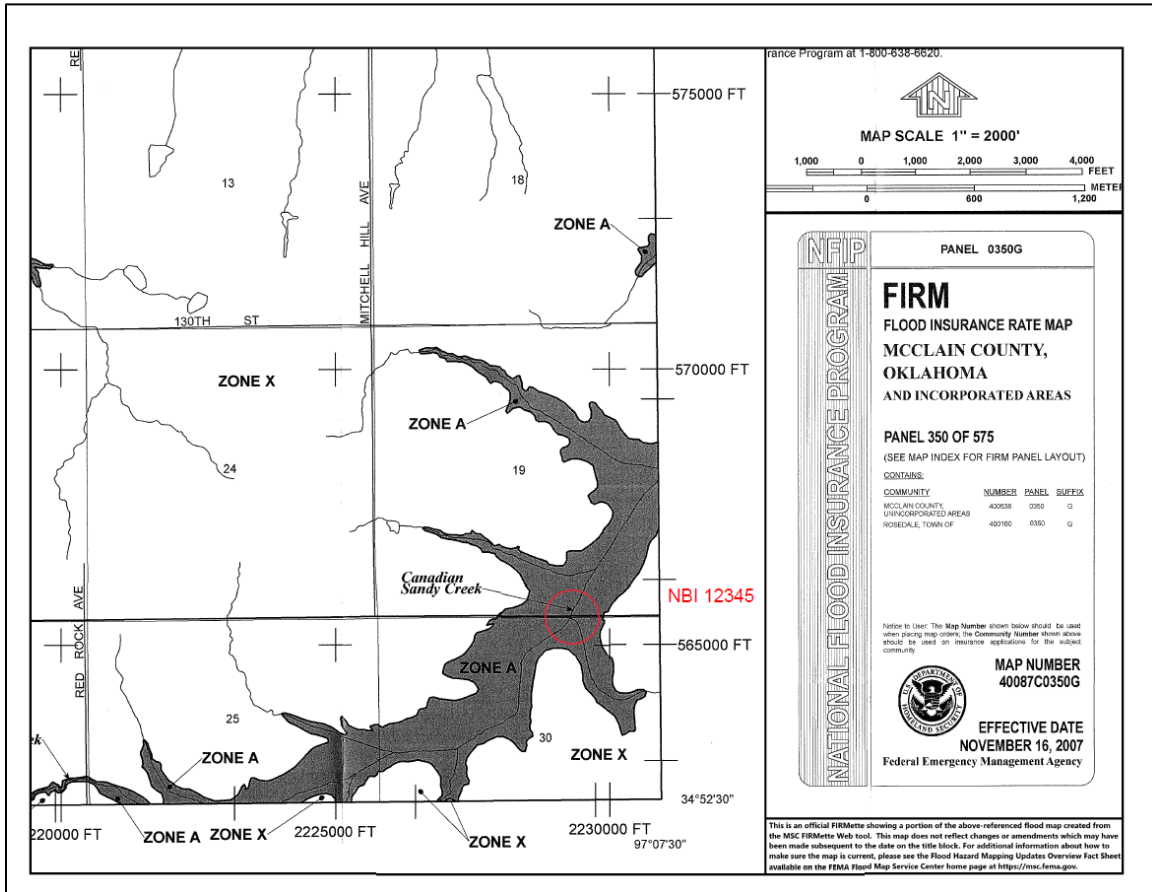 RE
575000 FT
13
18
MITCHELL HILL AVE
ZONE A
130TH ST
ZONE X
570000 FT
ZONE A
19
24
Canadian
Sandy Creek
NBI 12345
RED ROCK AVE
565000 FT
ZONE A
25
30
ZONE A
ZONE X
ek
34°52'30"
220000 FT
ZONE A
ZONE X
2225000 FT
ZONE X
2230000 FT
97°07'30"
rance Program at 1-800-638-6620.
N
MAP SCALE 1" = 2000'
1,000 0 1,000 2,000 3,000 4,000
FEET
METER
0 600 1,200
NFIP
NATIONAL FLOOD INSURANCE PROGRAM
PANEL 0350G
FIRM
FLOOD INSURANCE RATE MAP
MCCLAIN COUNTY,
OKLAHOMA
AND INCORPORATED AREAS
PANEL 350 OF 575
(SEE MAP INDEX FOR FIRM PANEL LAYOUT)
CONTAINS:
COMMUNITY NUMBER PANEL SUFFIX
MCCLAIN COUNTY,
UNINCORPORATED AREAS 400538 0350 G
ROSEDALE, TOWN OF 0350 G
Notice to User: The Map Number shown below should be used
when placing map orders; the Community Number shown above
should be used on insurance applications for the subject
community.
U.S. DEPARTMENT OF HOMELAND SECURITY
MAP NUMBER
40087C0350G
EFFECTIVE DATE
NOVEMBER 16, 2007
Federal Emergency Management Agency
This is an official FIRMette showing a portion of the above-referenced flood map created from
the MSC FIRMette Web tool. This map does not reflect changes or amendments which may have
been made subsequent to the date on the title block. For additional information about how to
make sure the map is current, please see the Flood Hazard Mapping Updates Overview Fact Sheet
available on the FEMA Flood Map Service Center home page at https://msc.fema.gov.